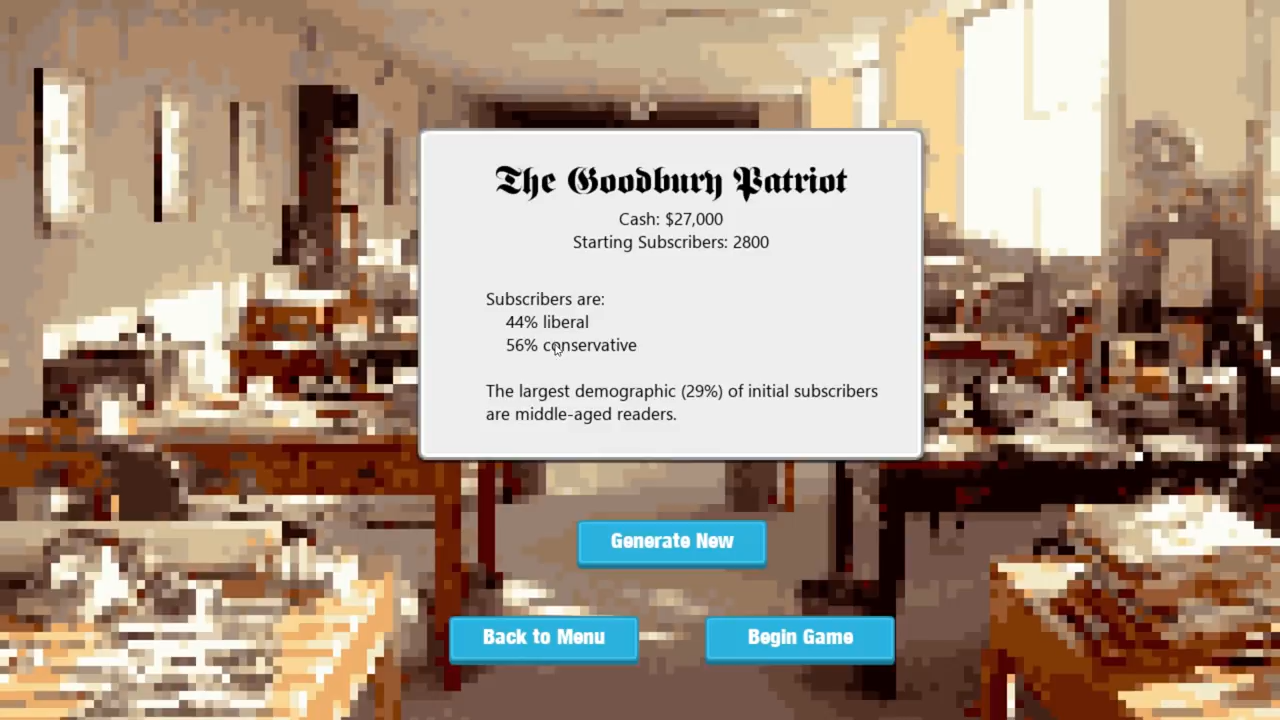 The Goodbury Patriot
Cash: $27,000
Starting Subscribers: 2800
Subscribers are:
44% liberal
56% conservative
The largest demographic (29%) of initial subscribers
are middle-aged readers.
Generate New
Back to Menu
Begin Game